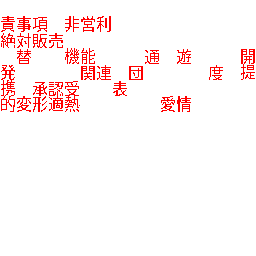 責事項　非営利
絶対販売
　替　　機能　　　通　遊　　　開
発　　　　関連　団　　　　度　提
携　承認受　　表
的変形適熱　　　　　愛情